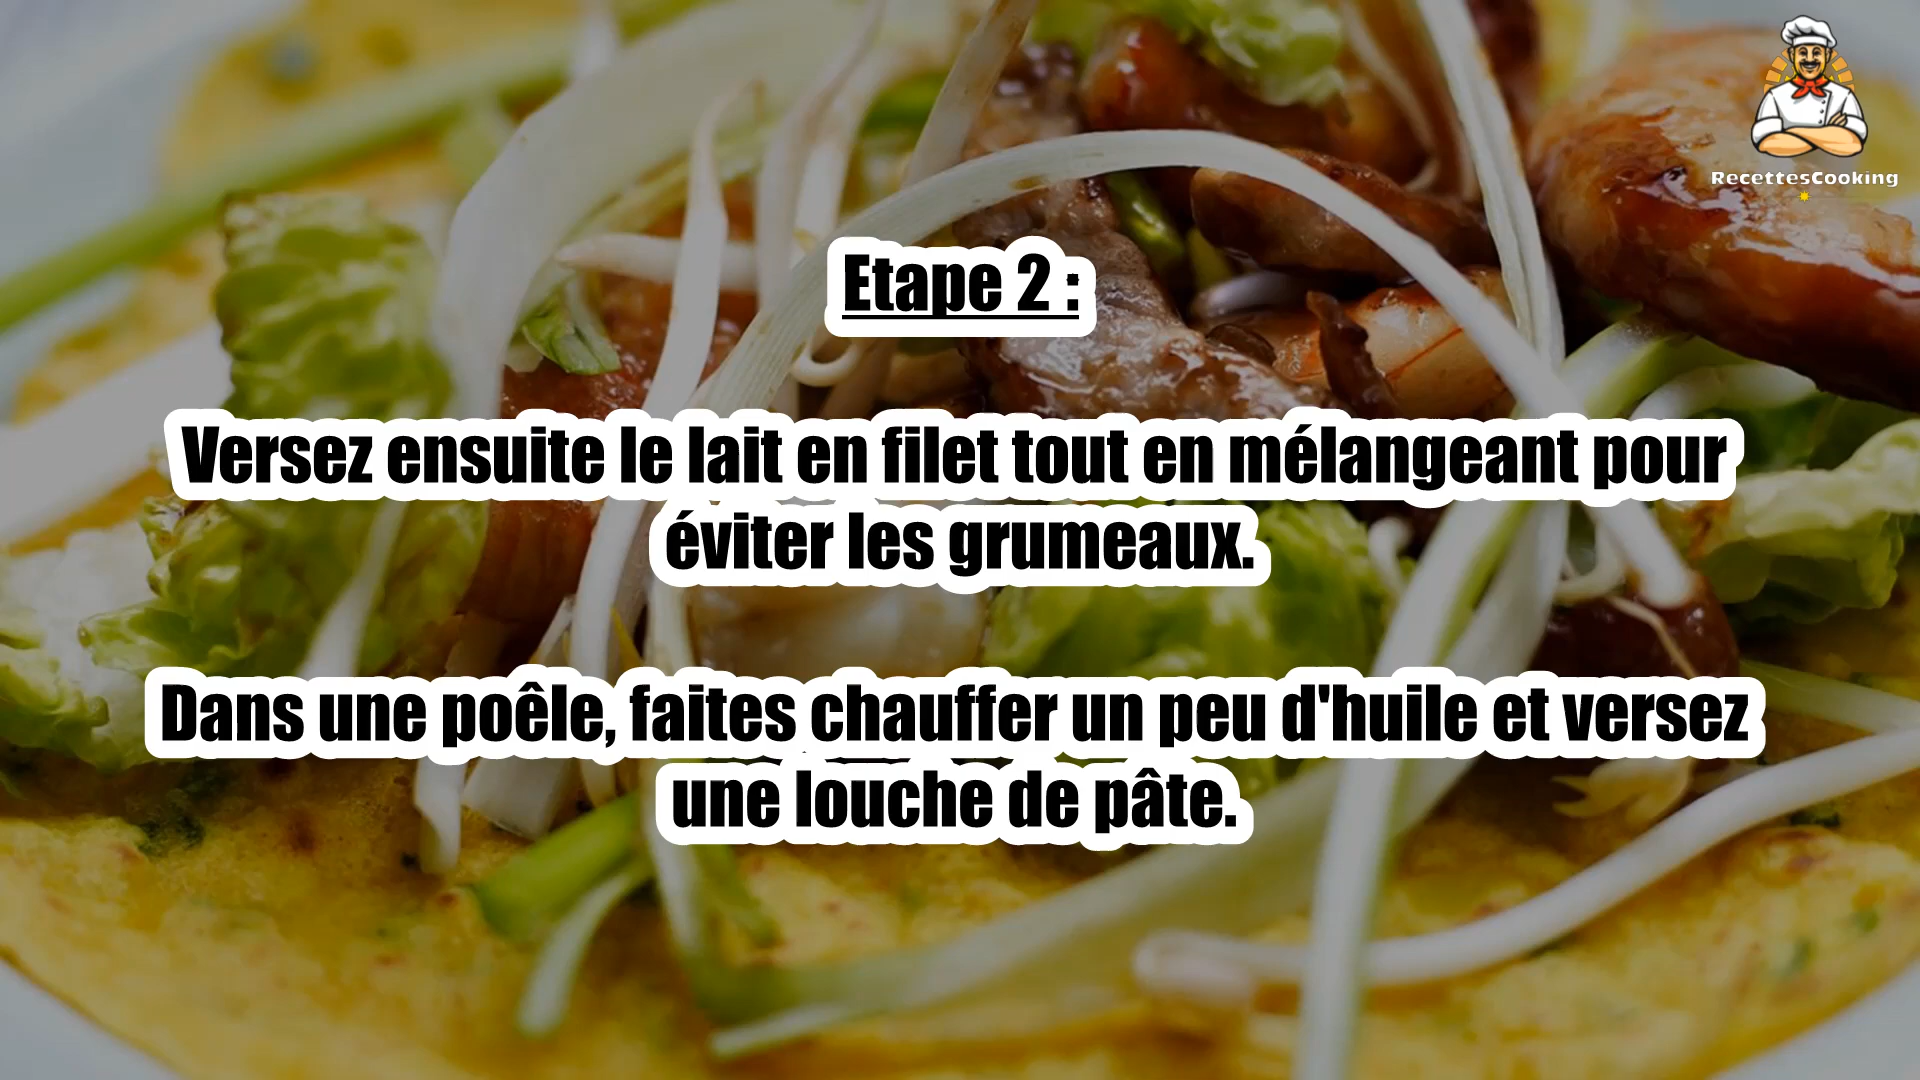 RecettesCooking
Etape 2 :
Versez ensuite le lait en filet tout en mélangeant pour
éviter les grumeaux.
Dans une poêle, faites chauffer un peu d'huile et versez
une louche de pâte.